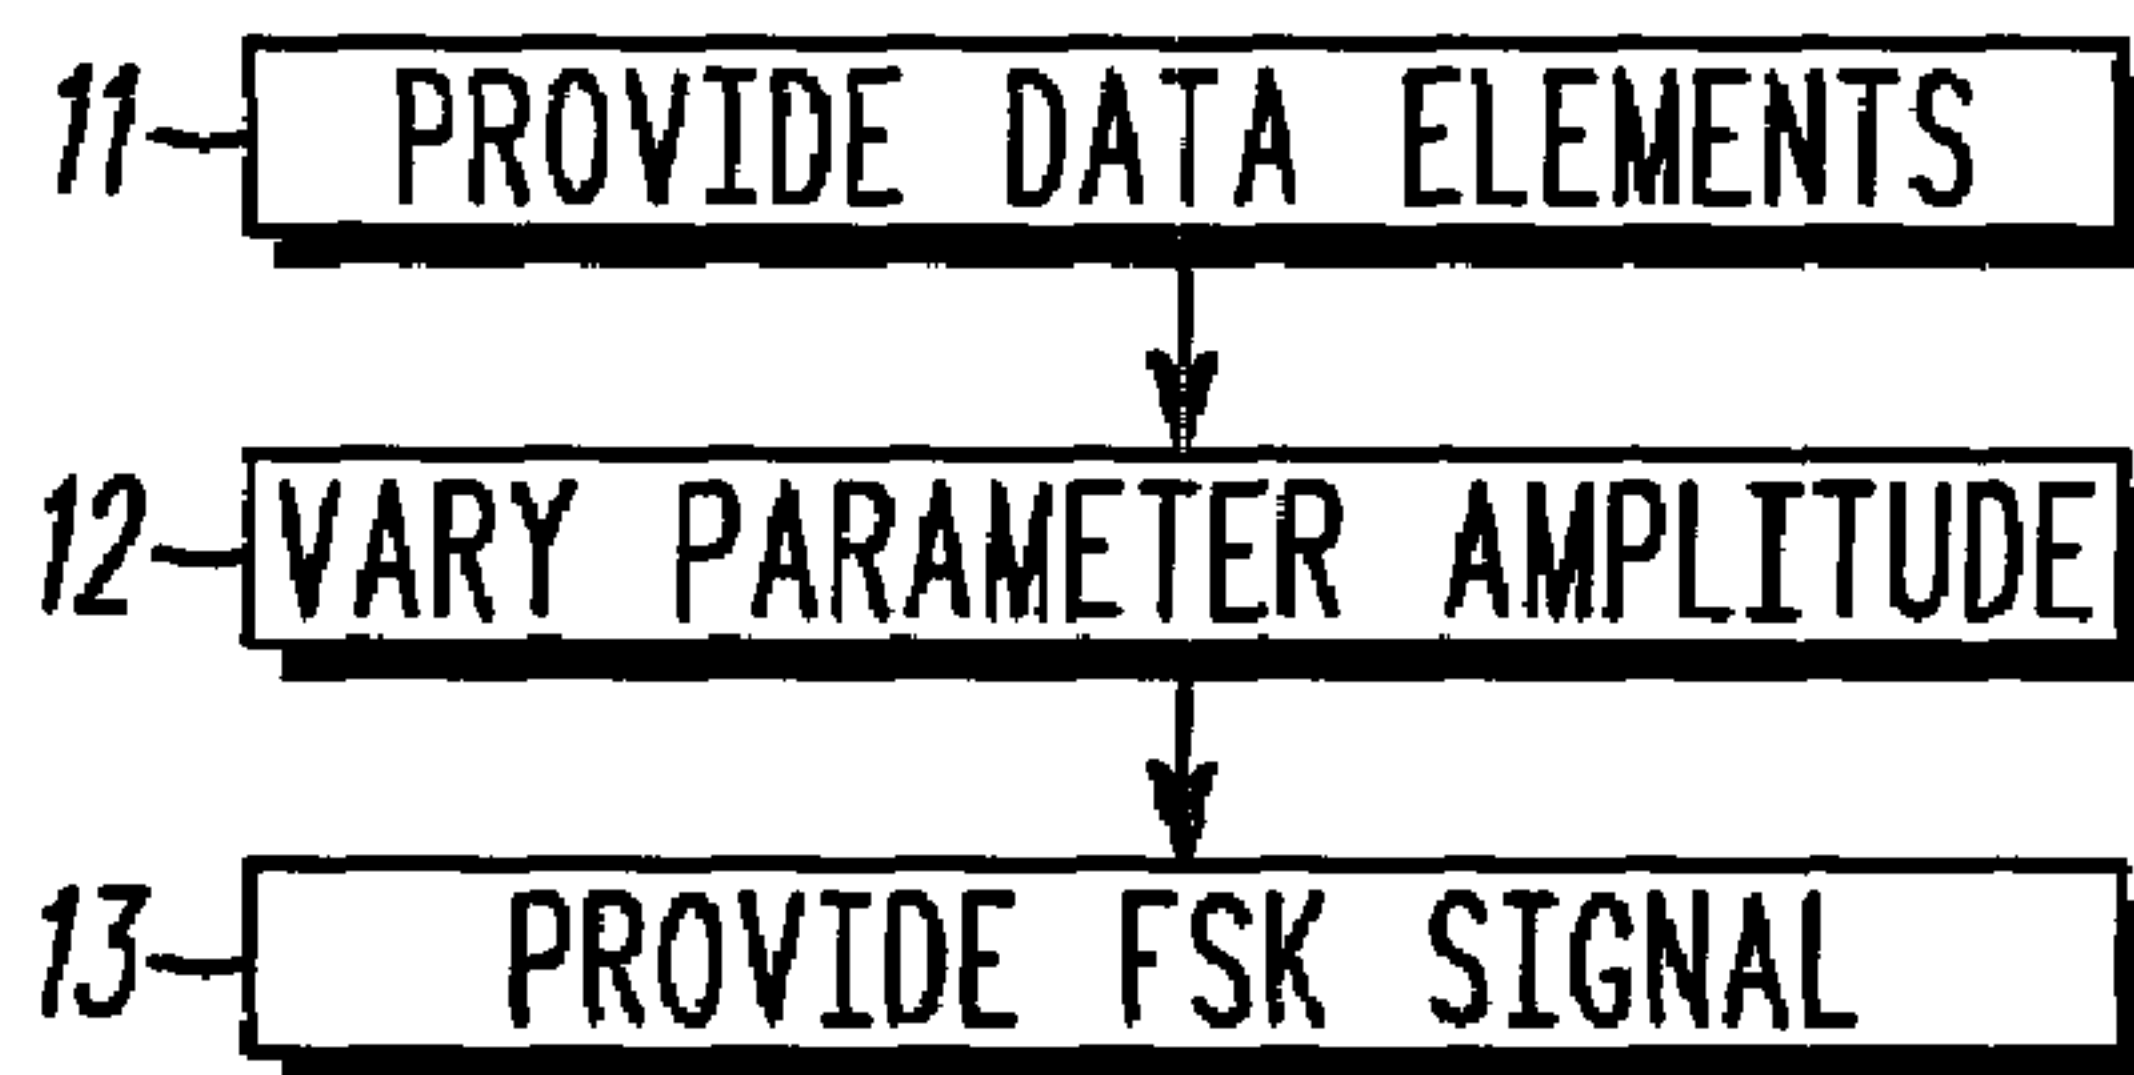 11 PROVIDE DATA ELEMENTS
12 VARY PARAMETER AMPLITUDE
13 PROVIDE FSK SIGNAL